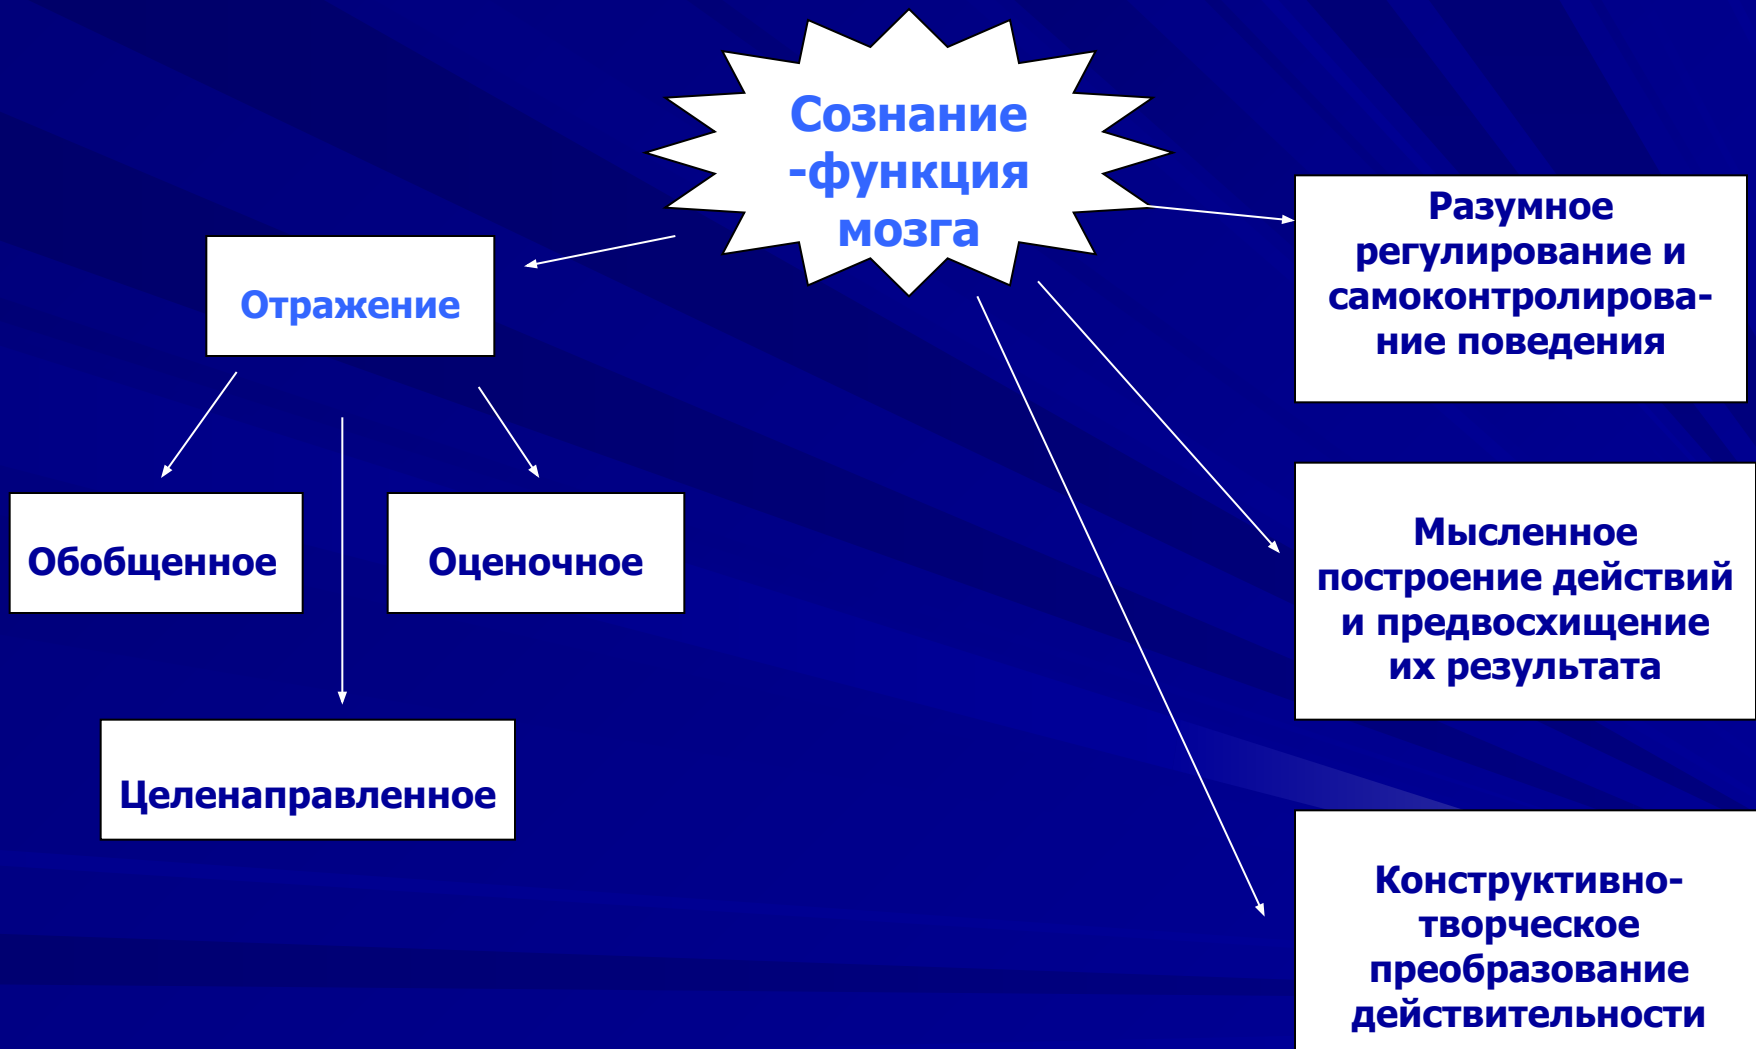 Сознание
-функция
мозга
Отражение
Обобщенное
Оценочное
Целенаправленное
Разумное
регулирование и
самоконтролирова-
ние поведения
Мысленное
построение действий
и предвосхищение
их результата
Конструктивно-
творческое
преобразование
действительности